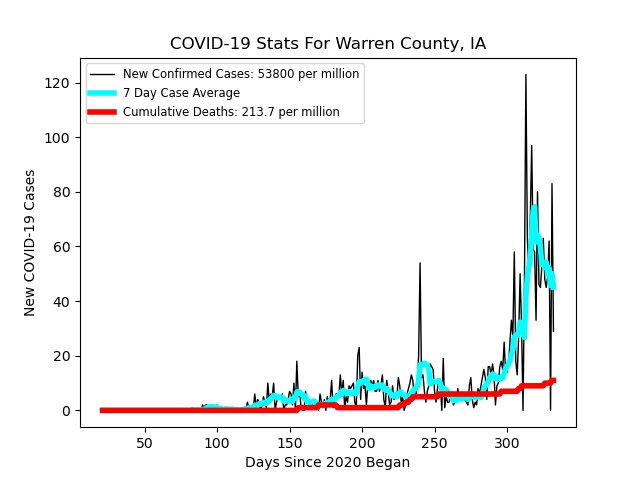 COVID-19 Stats For Warren County, IA
New Confirmed Cases: 53800 per million
7 Day Case Average
Cumulative Deaths: 213.7 per million
New COVID-19 Cases
120
100
80
60
40
20
0
50 100 150 200 250 300
Days Since 2020 Began